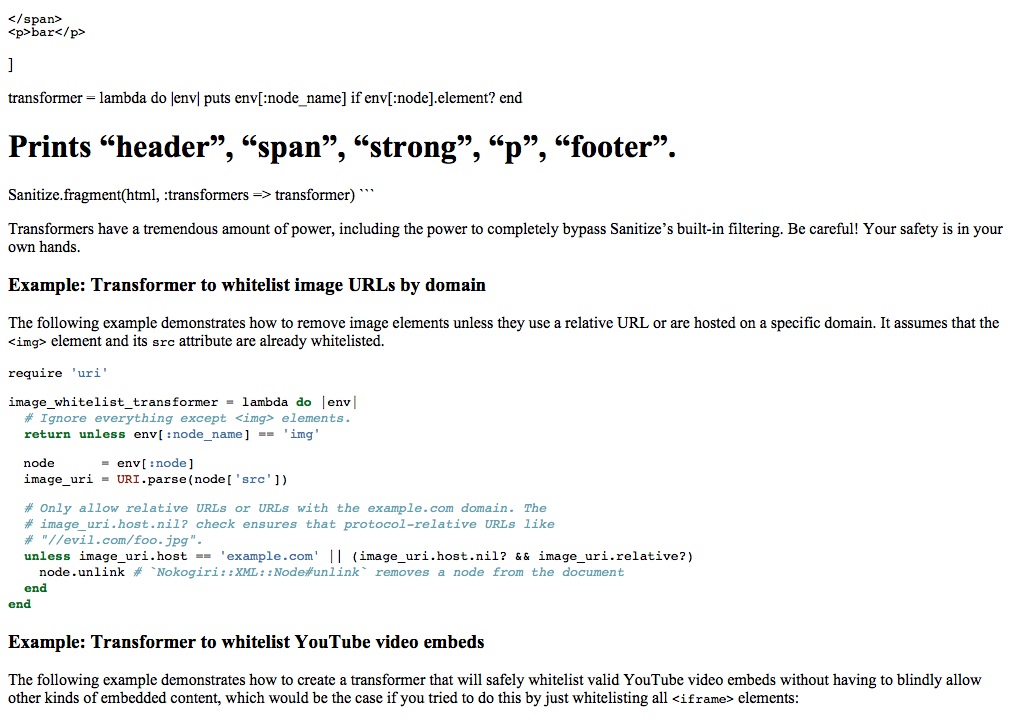 </span>
<p>bar</p>
]
transformer = lambda do |env| puts env[:node_name] if env[:node].element? end
Prints “header”, “span”, “strong”, “p”, “footer”.
Sanitize.fragment(html, :transformers => transformer) ```
Transformers have a tremendous amount of power, including the power to completely bypass Sanitize’s built-in filtering. Be careful! Your safety is in your
own hands.
Example: Transformer to whitelist image URLs by domain
The following example demonstrates how to remove image elements unless they use a relative URL or are hosted on a specific domain. It assumes that the
<img> element and its src attribute are already whitelisted.
require 'uri'
image_whitelist_transformer = lambda do |env|
  # Ignore everything except <img> elements.
  return unless env[:node_name] == 'img'
  node      = env[:node]
  image_uri = URI.parse(node['src'])
  # Only allow relative URLs or URLs with the example.com domain. The
  # image_uri.host.nil? check ensures that protocol-relative URLs like
  # "//evil.com/foo.jpg".
  unless image_uri.host == 'example.com' || (image_uri.host.nil? && image_uri.relative?)
    node.unlink # `Nokogiri::XML::Node#unlink` removes a node from the document
  end
end
Example: Transformer to whitelist YouTube video embeds
The following example demonstrates how to create a transformer that will safely whitelist valid YouTube video embeds without having to blindly allow
other kinds of embedded content, which would be the case if you tried to do this by just whitelisting all <iframe> elements: